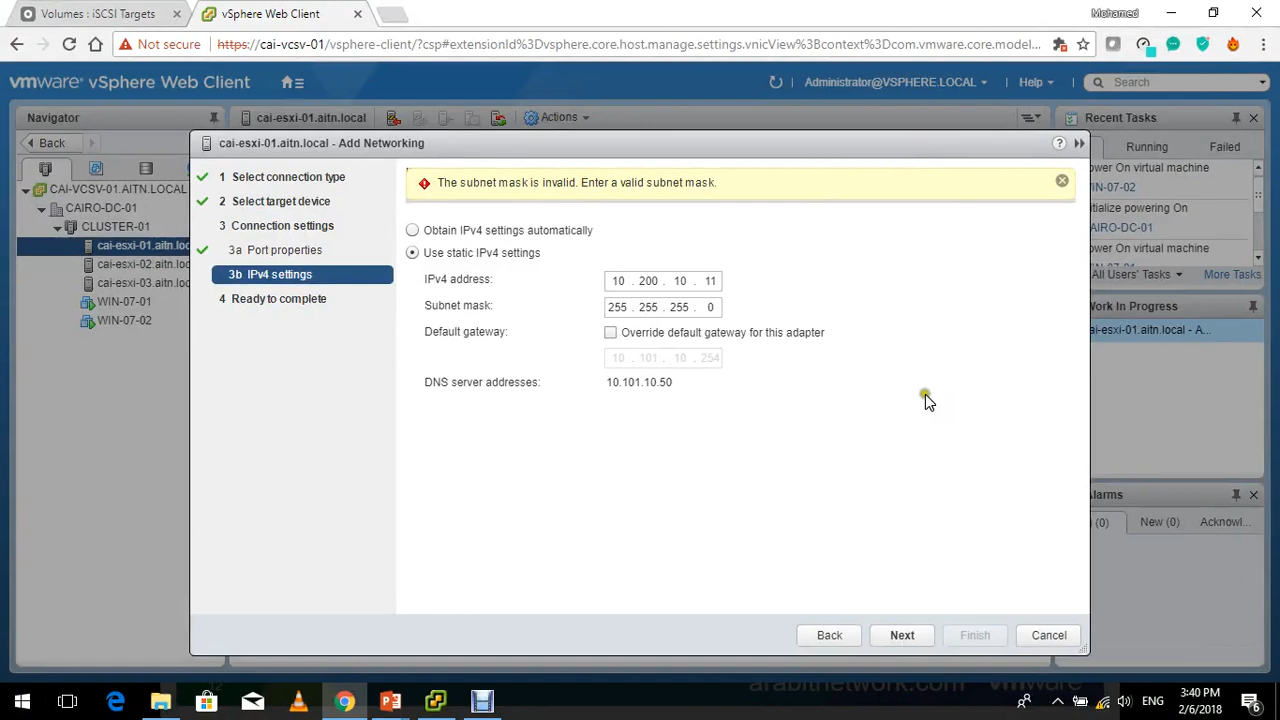 Volumes : iSCSI Targets
vSphere Web Client
Mohamed
Not secure
https://cai-vcsv-01/vsphere-client/?csp#extensionId%3Dvsphere.core.host.manage.settings.vnicView%3Bcontext%3Dcom.vmware.core.model...
vmware® vSphere Web Client
Administrator@VSPHERE.LOCAL
Help
Search
Navigator
cai-esxi-01.aitn.local
Actions
Recent Tasks
Back
Running
Failed
CAI-VCSV-01.AITN.LOCAL
CAIRO-DC-01
CLUSTER-01
cai-esxi-01.aitn.loc
cai-esxi-02.aitn.loc
cai-esxi-03.aitn.loc
WIN-07-01
WIN-07-02
cai-esxi-01.aitn.local - Add Networking
1 Select connection type
2 Select target device
3 Connection settings
3a Port properties
3b IPv4 settings
4 Ready to complete
The subnet mask is invalid. Enter a valid subnet mask.
Obtain IPv4 settings automatically
Use static IPv4 settings
IPv4 address: 10 . 200 . 10 . 11
Subnet mask: 255 . 255 . 255 . 0
Default gateway: Override default gateway for this adapter
10 . 101 . 10 . 254
DNS server addresses: 10.101.10.50
Back
Next
Finish
Cancel
ower On virtual machine
WIN-07-02
nitialize powering On
CAIRO-DC-01
ower On virtual machine
All Users' Tasks
More Tasks
Work In Progress
ai-esxi-01.aitn.local - A...
larms
(0)
New (0)
Acknowl...
arabitnetwork.com
ENG
3:40 PM
2/6/2018
6